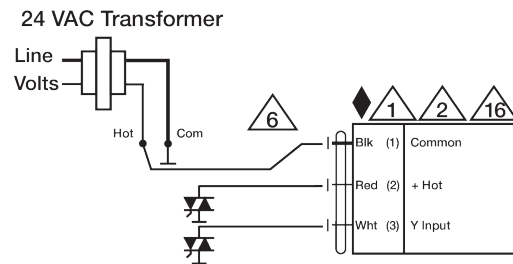 24 VAC Transformer
Line
Volts
Hot
Com
6
1
2
16
Blk (1) Common
Red (2) + Hot
Wht (3) Y Input